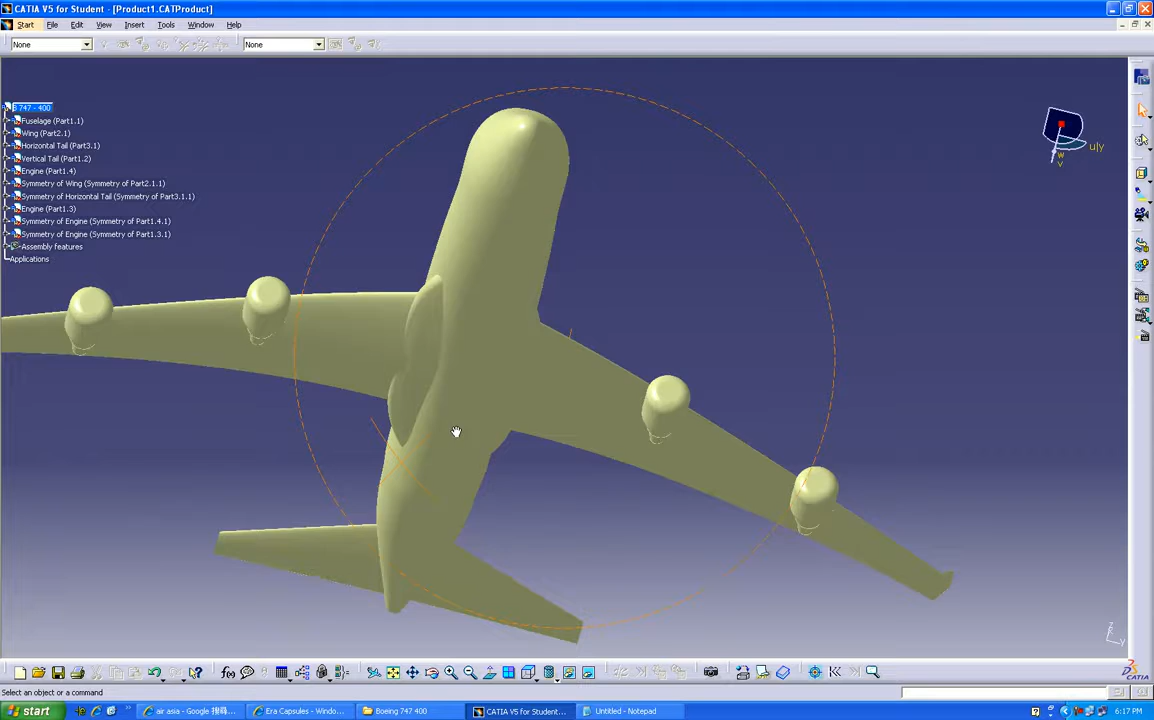 CATIA V5 for Student - [Product1.CATProduct]
Start File Edit Tools Insert Tools Window Help
None None
B 747 - 400
Fuselage (Part1.1)
Wing (Part2.1)
Horizontal Tail (Part3.1)
Vertical Tail (Part1.2)
Engine (Part1.4)
Symmetry of Wing (Symmetry of Part2.1.1)
Symmetry of Horizontal Tail (Symmetry of Part3.1.1)
Engine (Part1.3)
Symmetry of Engine (Symmetry of Part1.4.1)
Symmetry of Engine (Symmetry of Part1.3.1)
Assembly features
Applications
u|y
w
v
z
y
f(x)
CATIA
Select an object or a command
start air asia - Google 搜尋... Era Capsules - Windo... Boeing 747 400 CATIA V5 for Student... Untitled - Notepad 6:17 PM